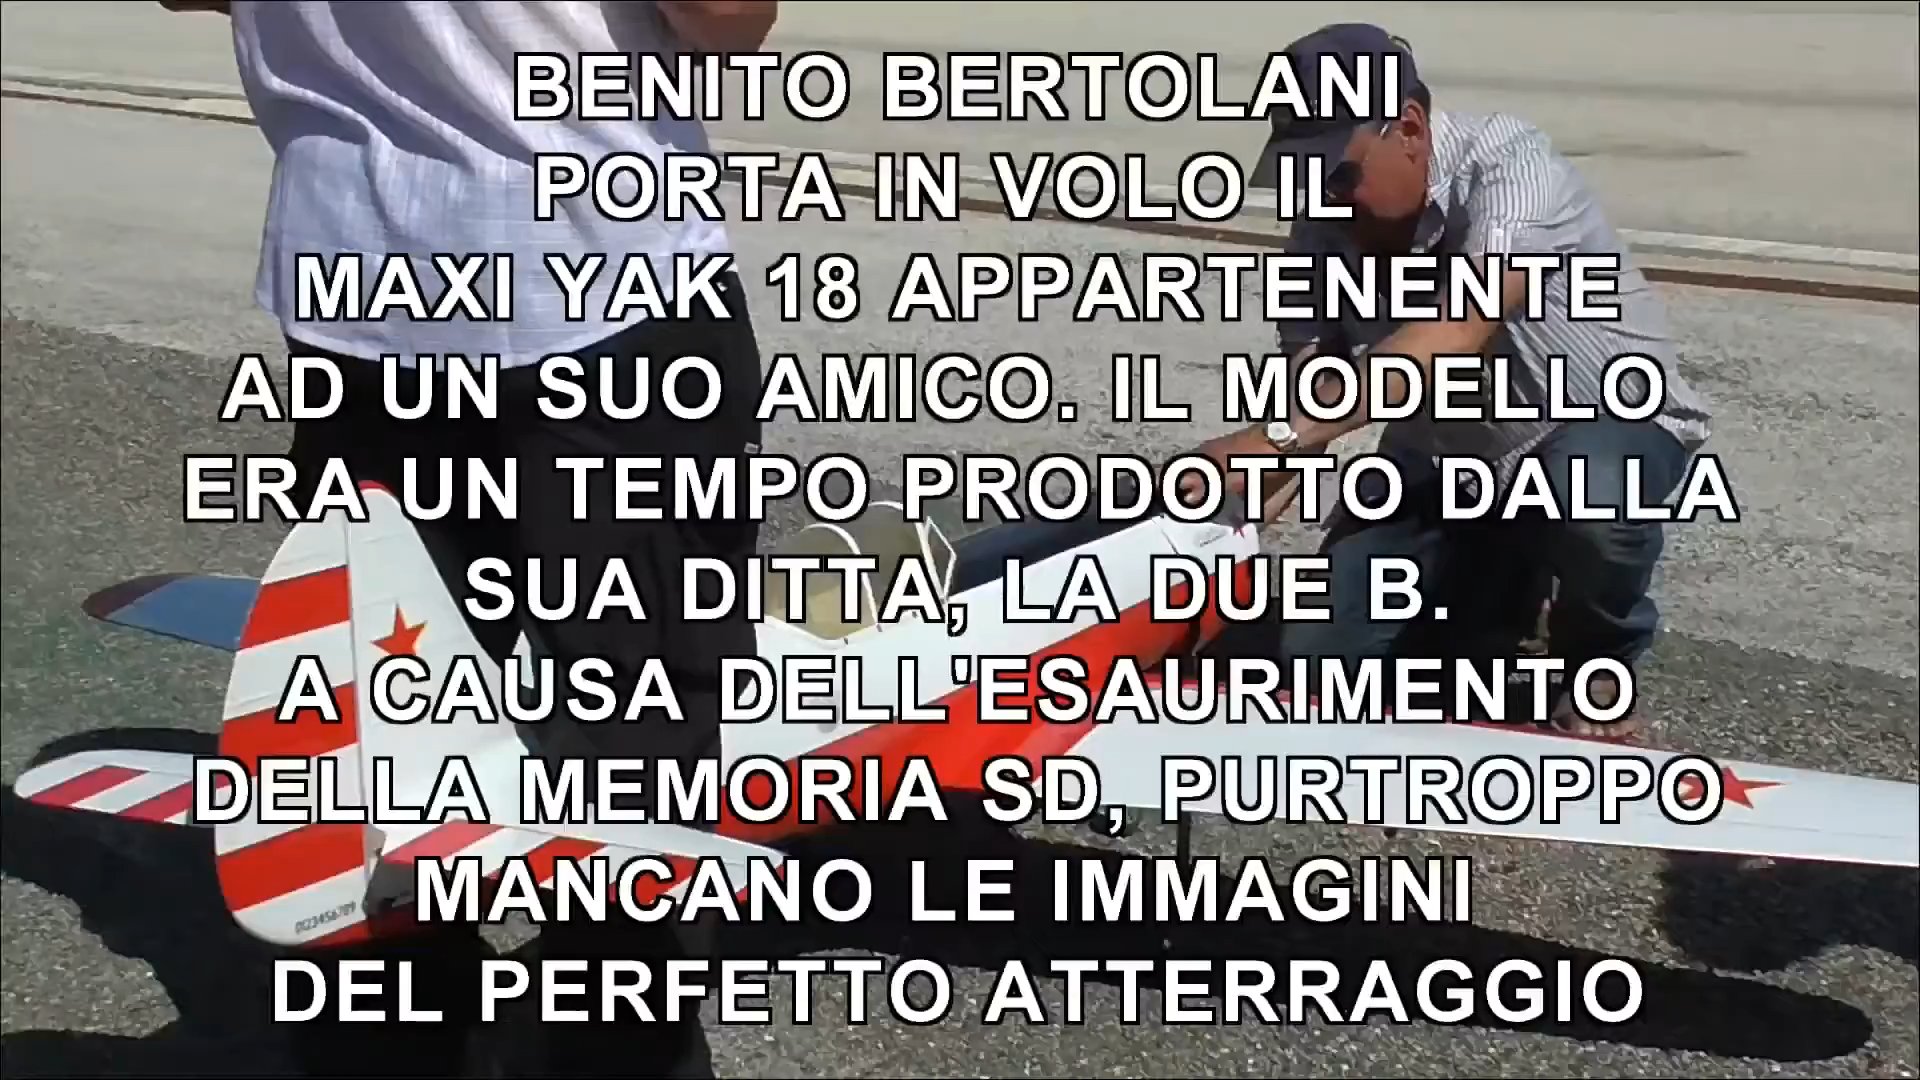 BENITO BERTOLANI
PORTA IN VOLO IL
MAXI YAK 18 APPARTENENTE
AD UN SUO AMICO. IL MODELLO
ERA UN TEMPO PRODOTTO DALLA
SUA DITTA, LA DUE B.
A CAUSA DELL'ESAURIMENTO
DELLA MEMORIA SD, PURTROPPO
MANCANO LE IMMAGINI
DEL PERFETTO ATTERRAGGIO
0123456789